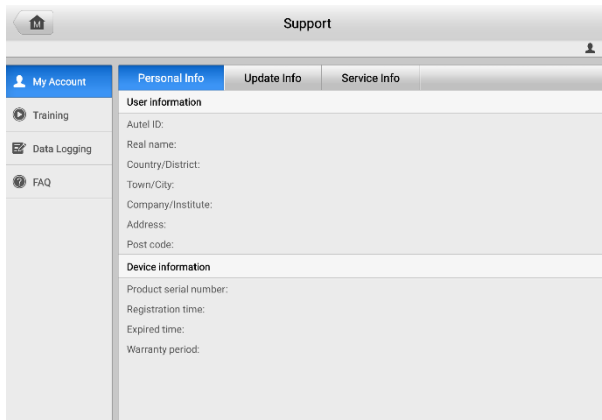 M
Support
My Account
Training
Data Logging
FAQ
Personal Info
Update Info
Service Info
User information
Autel ID:
Real name:
Country/District:
Town/City:
Company/Institute:
Address:
Post code:
Device information
Product serial number:
Registration time:
Expired time:
Warranty period: